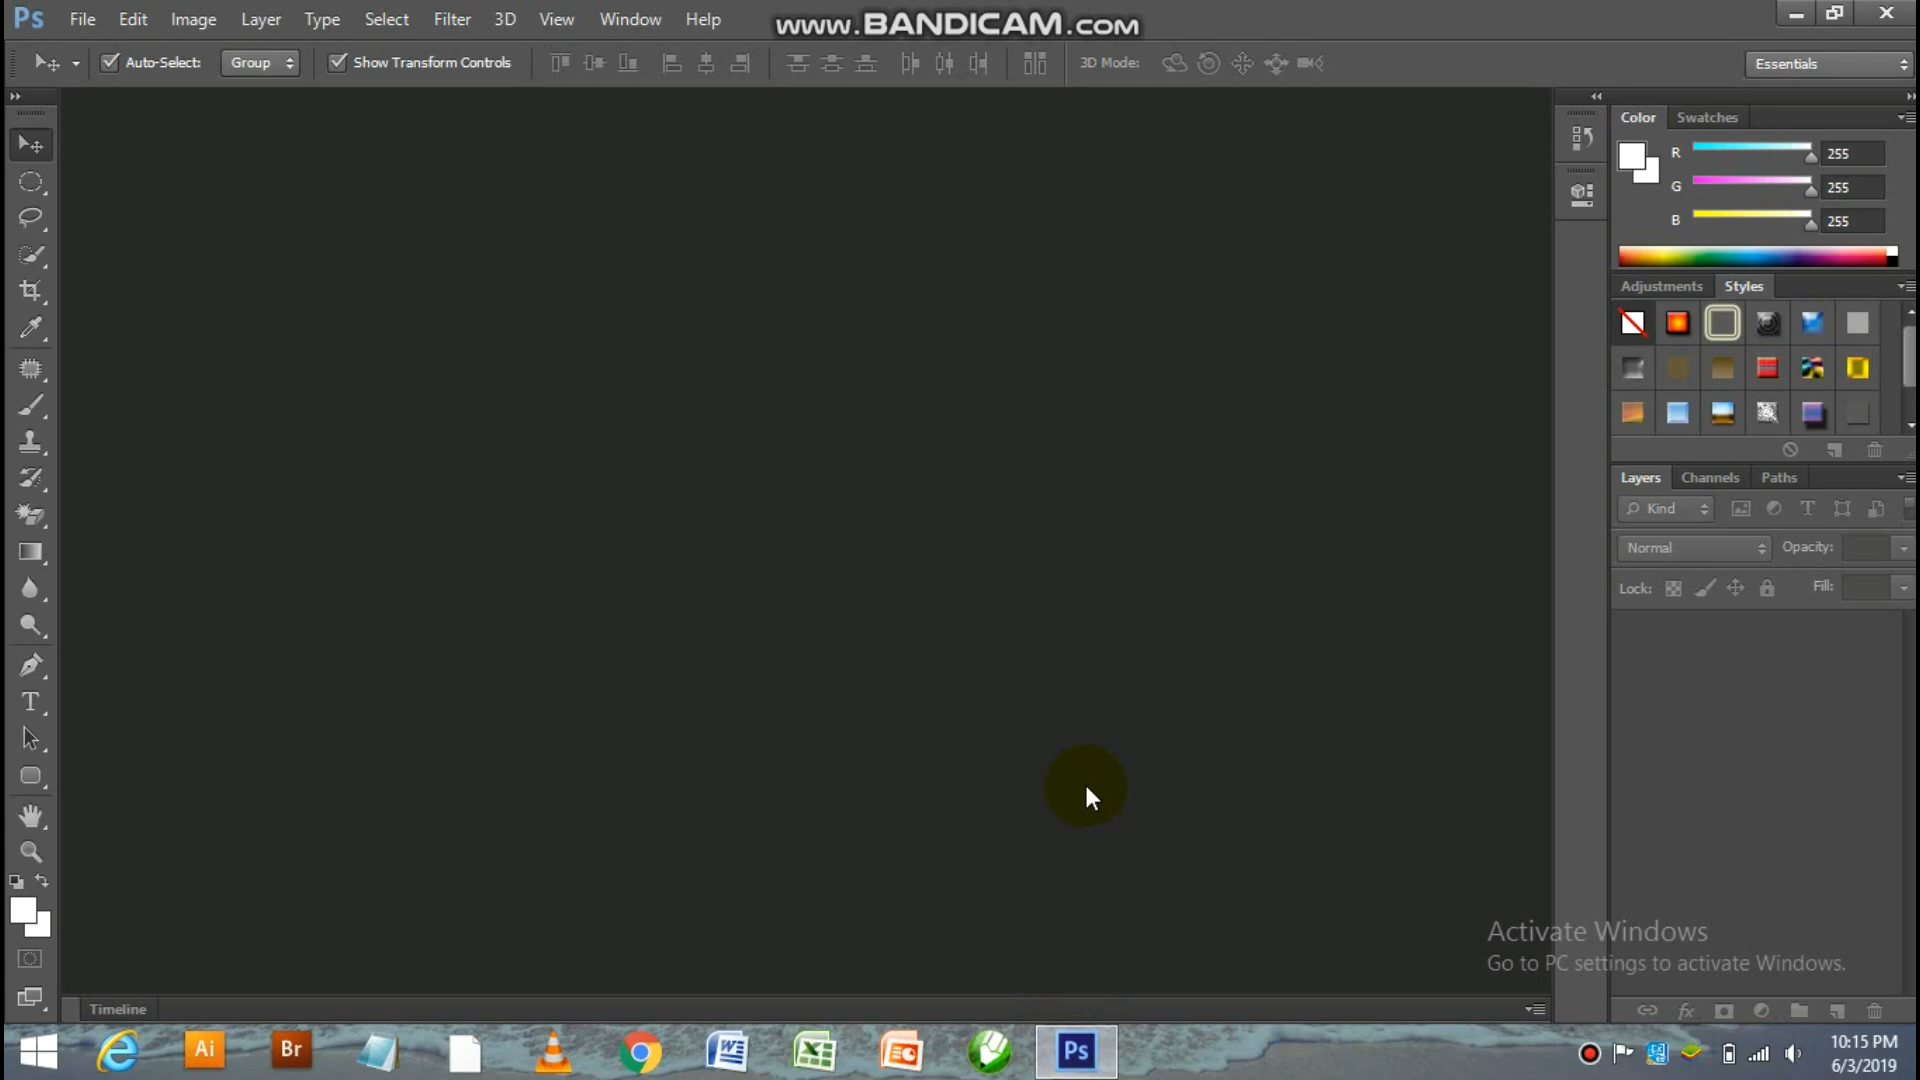 Ps File Edit Image Layer Type Select Filter 3D View Window Help
www.BANDICAM.com
Auto-Select: Group Show Transform Controls 3D Mode: Essentials
Color Swatches
R 255
G 255
B 255
Adjustments Styles
Layers Channels Paths
Kind T
Normal Opacity:
Lock: Fill:
T
Activate Windows
Go to PC settings to activate Windows.
Timeline
fx
Ai Br Ps
10:15 PM
6/3/2019